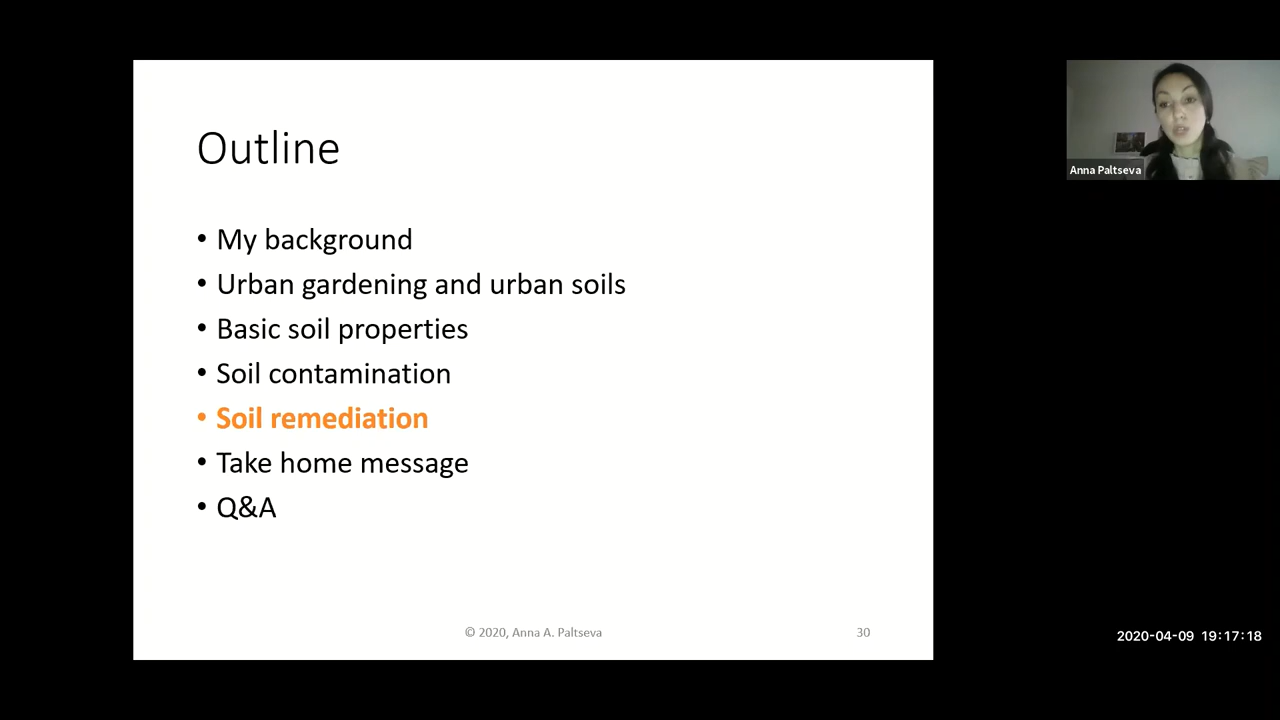 Outline
• My background
• Urban gardening and urban soils
• Basic soil properties
• Soil contamination
• Soil remediation
• Take home message
• Q&A
© 2020, Anna A. Paltseva
30
Anna Paltseva
2020-04-09 19:17:18